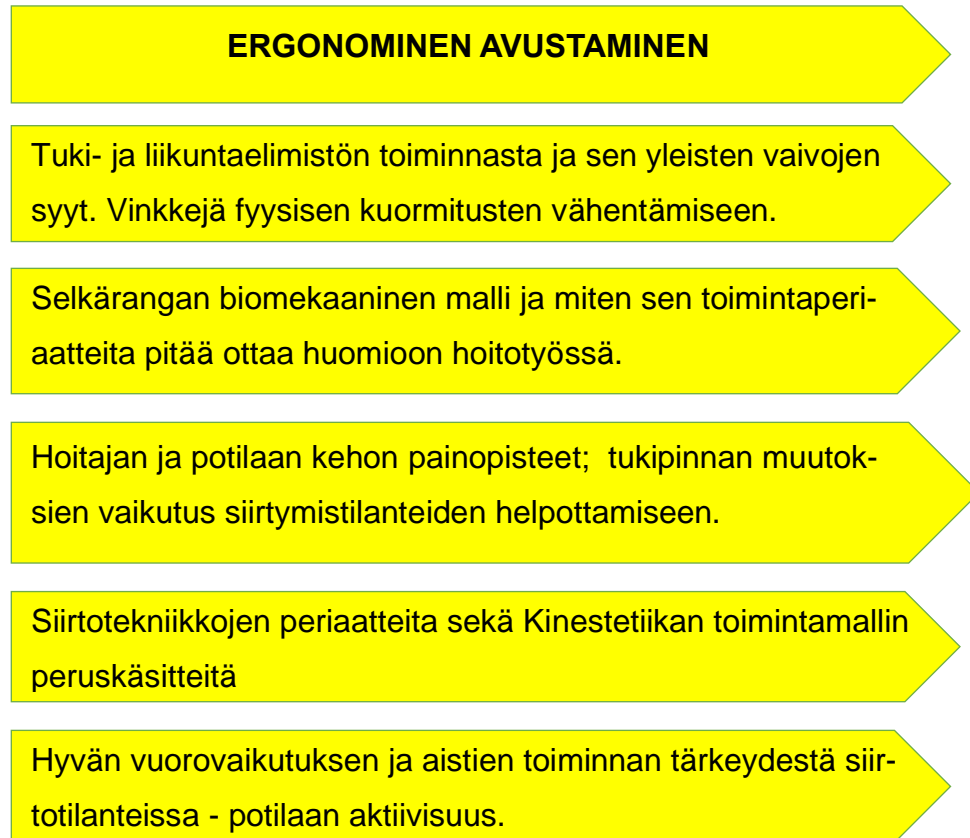 ERGONOMINEN AVUSTAMINEN
Tuki- ja liikuntaelimistön toiminnasta ja sen yleisten vaivojen
syyt. Vinkkejä fyysisen kuormitusten vähentämiseen.
Selkärangan biomekaaninen malli ja miten sen toimintaperi-
aatteita pitää ottaa huomioon hoitotyössä.
Hoitajan ja potilaan kehon painopisteet; tukipinnan muutok-
sien vaikutus siirtymistilanteiden helpottamiseen.
Siirtotekniikkojen periaatteita sekä Kinestetiikan toimintamallin
peruskäsitteitä
Hyvän vuorovaikutuksen ja aistien toiminnan tärkeydestä siir-
totilanteissa - potilaan aktiivisuus.